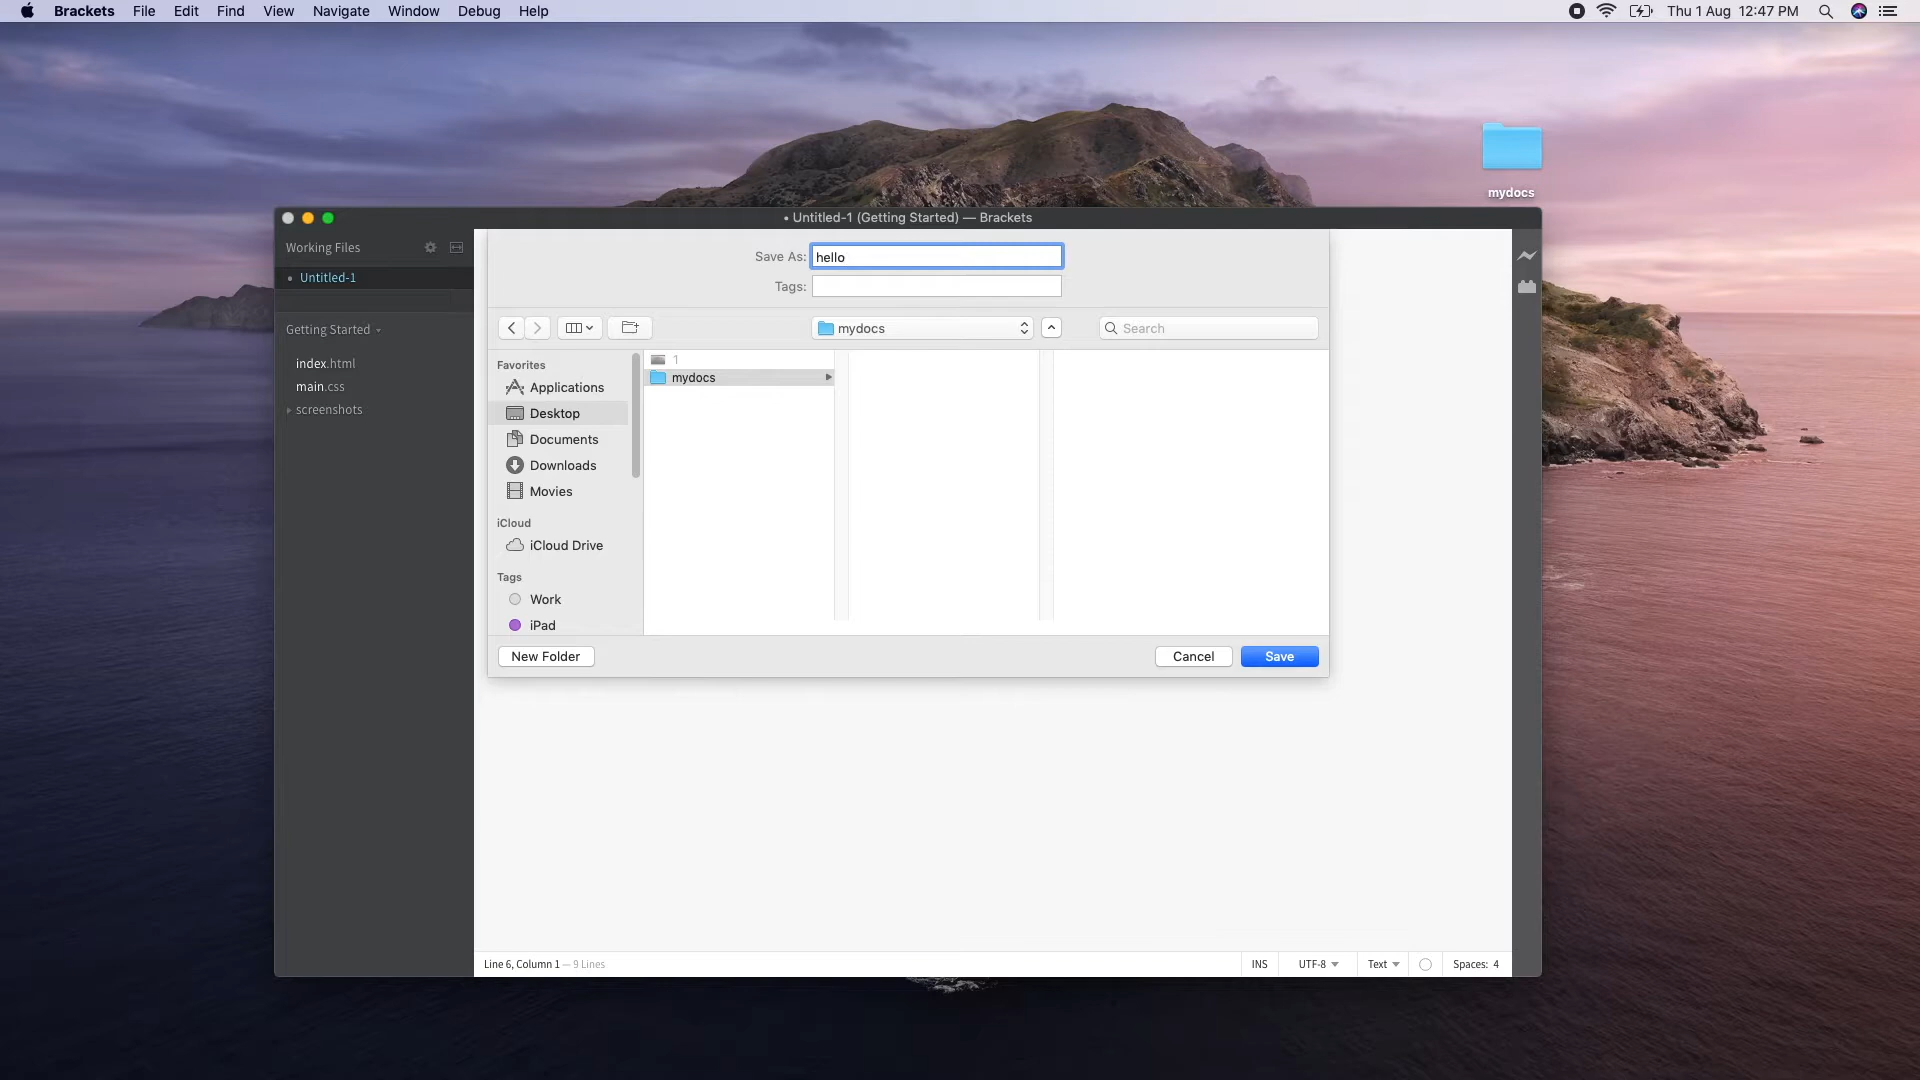 Brackets File Edit Find View Navigate Window Debug Help Thu 1 Aug 12:47 PM
mydocs
• Untitled-1 (Getting Started) — Brackets
Working Files
• Untitled-1
Getting Started
index.html
main.css
screenshots
Save As: hello
Tags:
mydocs
Search
Favorites
Applications
Desktop
Documents
Downloads
Movies
iCloud
iCloud Drive
Tags
Work
iPad
1
mydocs
New Folder
Cancel
Save
Line 6, Column 1 — 9 Lines
INS
UTF-8
Text
Spaces: 4